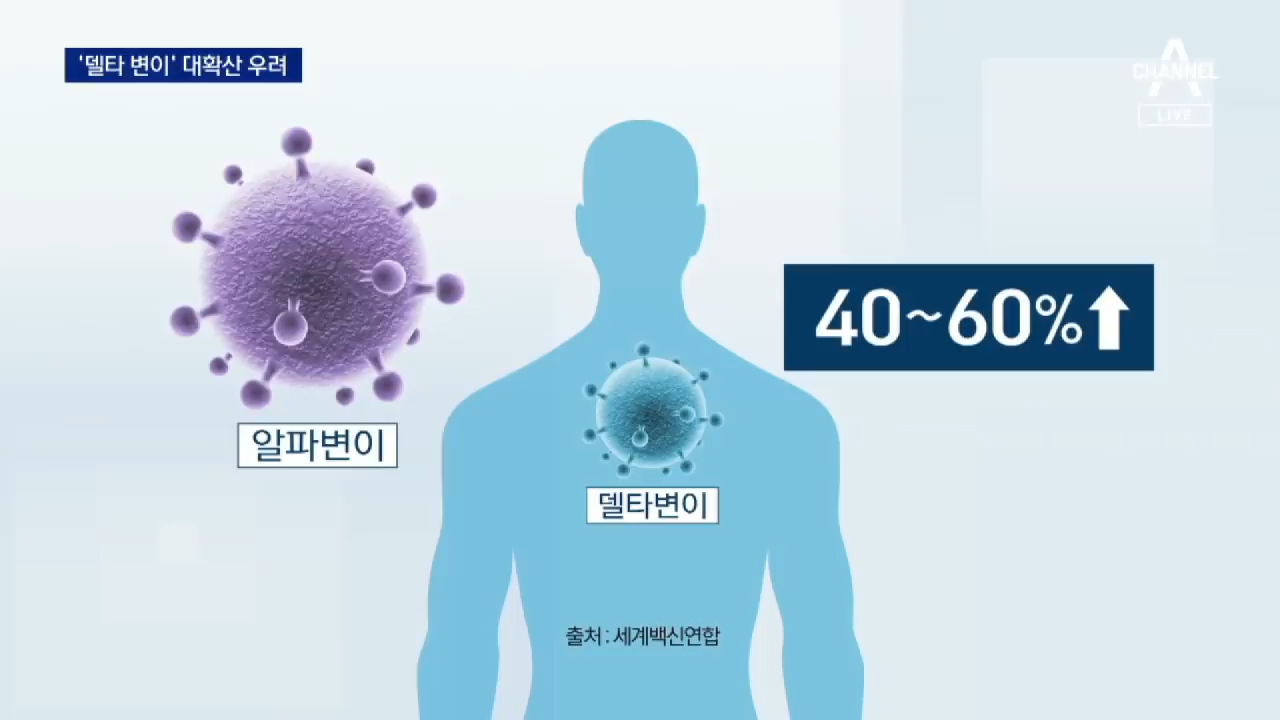 '델타 변이' 대확산 우려
CHANNEL A
LIVE
40~60%↑
알파변이
델타변이
출처 : 세계백신연합